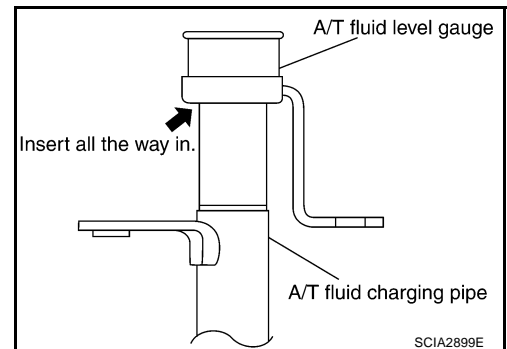 A/T fluid level gauge
Insert all the way in.
A/T fluid charging pipe
SCIA2899E